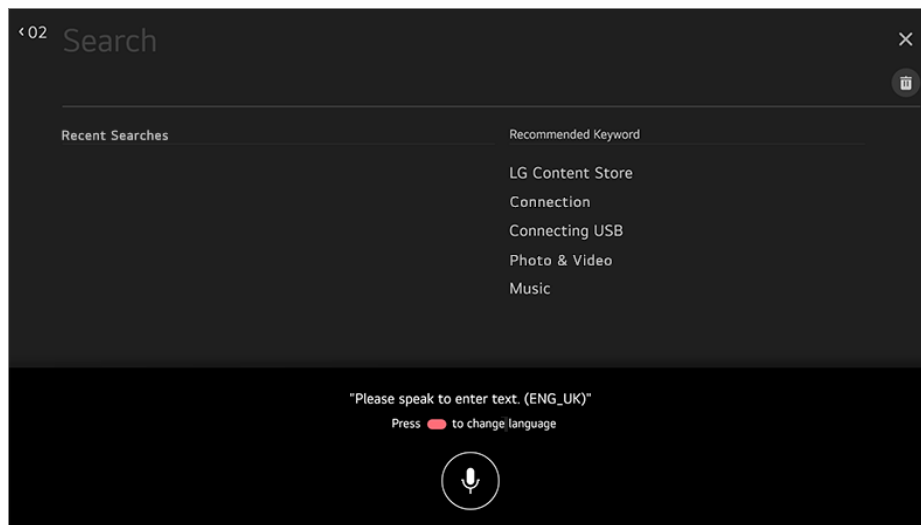 ‹02
Search
Recent Searches
Recommended Keyword
LG Content Store
Connection
Connecting USB
Photo & Video
Music
"Please speak to enter text. (ENG_UK)"
Press to change language